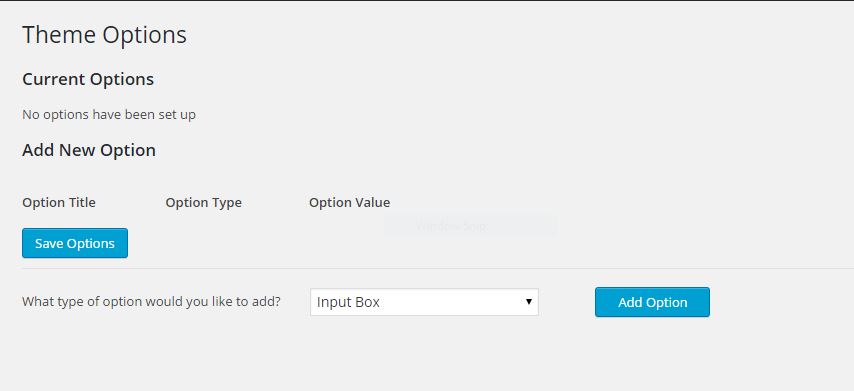 Theme Options
Current Options
No options have been set up
Add New Option
Option Title Option Type Option Value
Window Snip
Save Options
What type of option would you like to add? Input Box Add Option